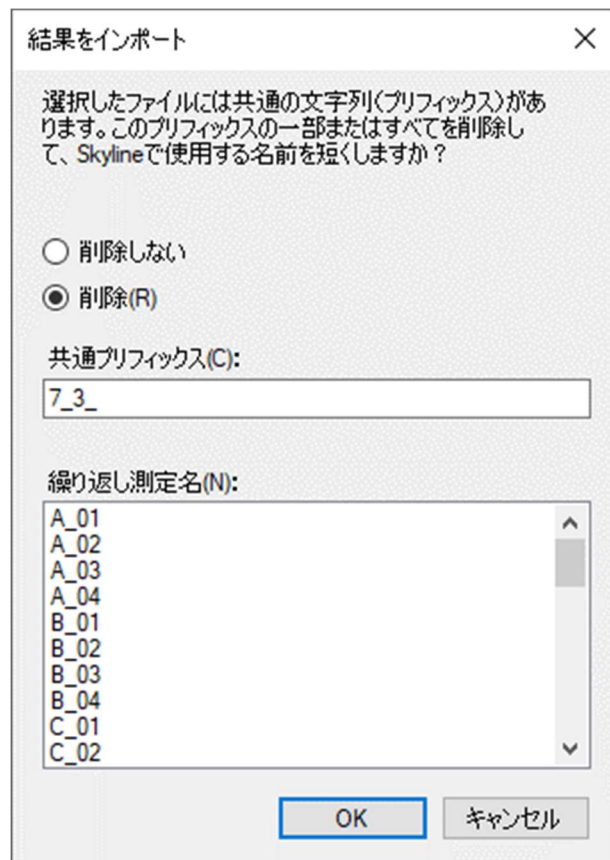 結果をインポート
選択したファイルには共通の文字列(プリフィックス)があ
ります。このプリフィックスの一部またはすべてを削除し
て、Skylineで使用する名前を短くしますか？
削除しない
削除(R)
共通プリフィックス(C):
7_3_
繰り返し測定名(N):
A_01
A_02
A_03
A_04
B_01
B_02
B_03
B_04
C_01
C_02
OK
キャンセル